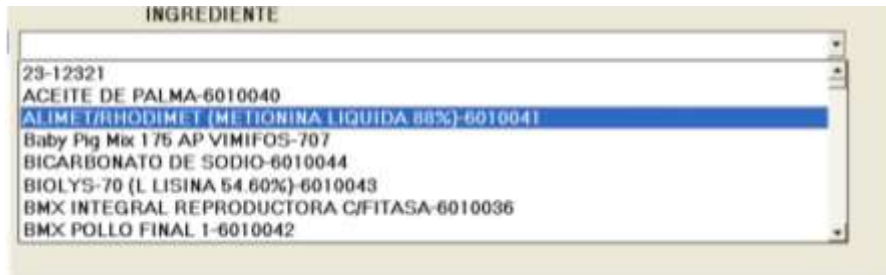 INGREDIENTE
23-12321
ACEITE DE PALMA-6010040
ALIMET/RHODIMET (METIONINA LIQUIDA 88%)-6010041
Baby Pig Mix 175 AP VIMIFOS-707
BICARBONATO DE SODIO-6010044
BIOLYS-70 (L LISINA 54.60%)-6010043
BMX INTEGRAL REPRODUCTORA C/FITASA-6010036
BMX POLLO FINAL 1-6010042